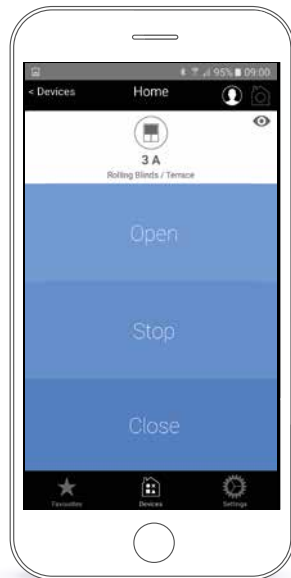 95% 09:00
< Devices Home
3 A
Rolling Blinds / Terrace
Open
Stop
Close
Favourites Devices Settings